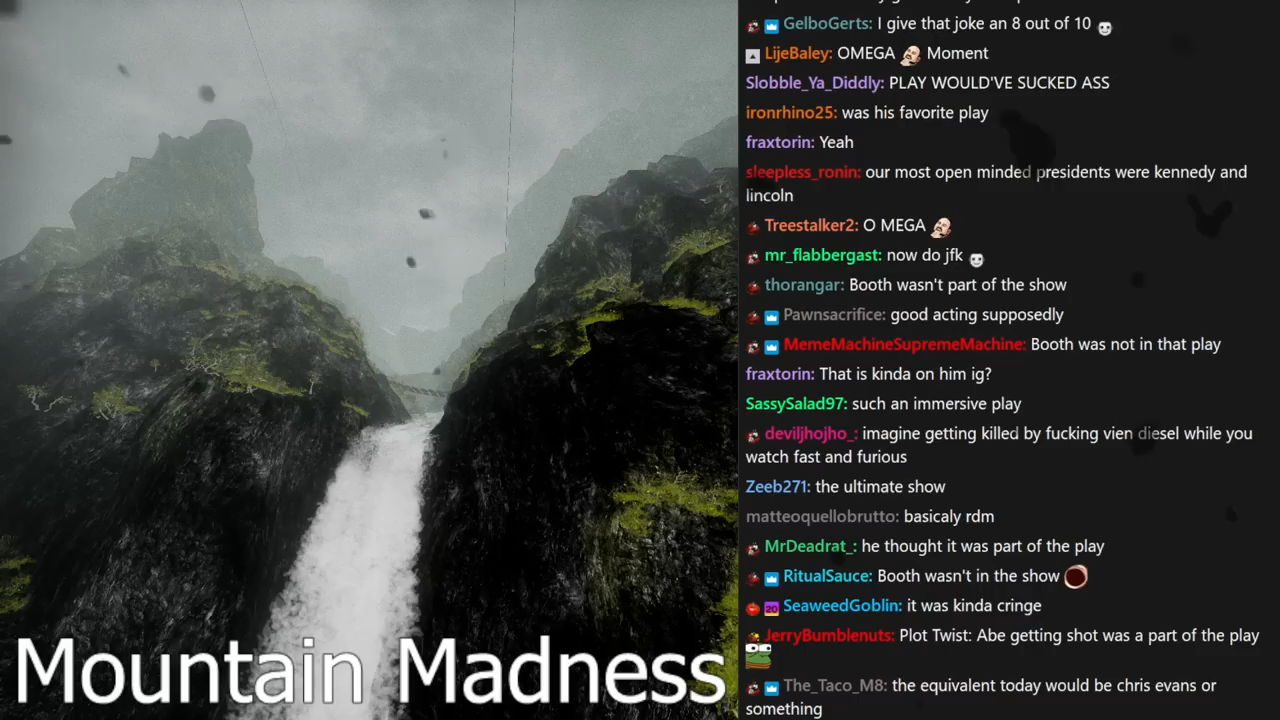 GelboGerts: I give that joke an 8 out of 10
LijeBaley: OMEGA Moment
Slobble_Ya_Diddly: PLAY WOULD'VE SUCKED ASS
ironrhino25: was his favorite play
fraxtorin: Yeah
sleepless_ronin: our most open minded presidents were kennedy and
lincoln
Treestalker2: O MEGA
mr_flabbergast: now do jfk
thorangar: Booth wasn't part of the show
Pawnsacrifice: good acting supposedly
MemeMachineSupremeMachine: Booth was not in that play
fraxtorin: That is kinda on him ig?
SassySalad97: such an immersive play
deviljhojho_: imagine getting killed by fucking vien diesel while you
watch fast and furious
Zeeb271: the ultimate show
matteoquellobrutto: basicaly rdm
MrDeadrat_: he thought it was part of the play
RitualSauce: Booth wasn't in the show
20 SeaweedGoblin: it was kinda cringe
JerryBumblenuts: Plot Twist: Abe getting shot was a part of the play
The_Taco_M8: the equivalent today would be chris evans or
something
Mountain Madness